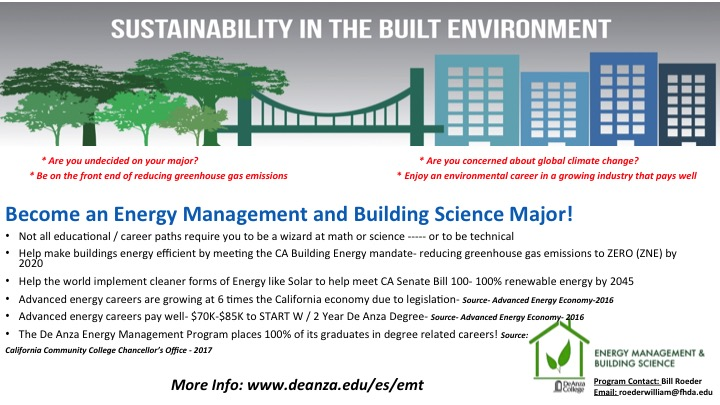 SUSTAINABILITY IN THE BUILT ENVIRONMENT
* Are you undecided on your major?
* Are you concerned about global climate change?
* Be on the front end of reducing greenhouse gas emissions
* Enjoy an environmental career in a growing industry that pays well
Become an Energy Management and Building Science Major!
• Not all educational / career paths require you to be a wizard at math or science ----- or to be technical
• Help make buildings energy efficient by meeting the CA Building Energy mandate- reducing greenhouse gas emissions to ZERO (ZNE) by
2020
• Help the world implement cleaner forms of Energy like Solar to help meet CA Senate Bill 100- 100% renewable energy by 2045
• Advanced energy careers are growing at 6 times the California economy due to legislation- Source- Advanced Energy Economy-2016
• Advanced energy careers pay well- $70K-$85K to START W / 2 Year De Anza Degree- Source- Advanced Energy Economy- 2016
• The De Anza Energy Management Program places 100% of its graduates in degree related careers! Source:
California Community College Chancellor's Office - 2017
ENERGY MANAGEMENT &
BUILDING SCIENCE
De Anza
College
More Info: www.deanza.edu/es/emt
Program Contact: Bill Roeder
Email: roederwilliam@fhda.edu